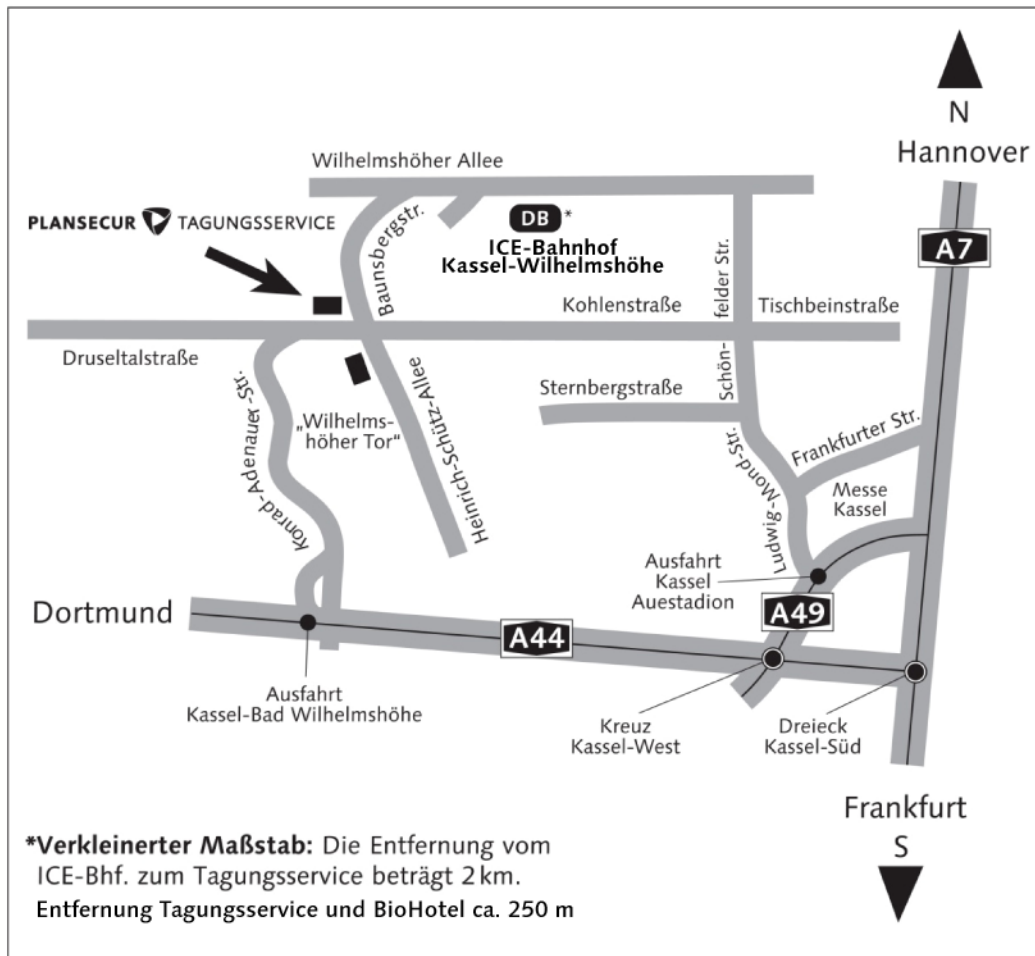 N
Hannover
Wilhelmshöher Allee
PLANSECUR TAGUNGSSERVICE
Baunsbergstr.
DB*
ICE-Bahnhof
Kassel-Wilhelmshöhe
Schön-
felder Str.
A7
Kohlenstraße
Tischbeinstraße
Druseltalstraße
Konrad-Adenauer-Str.
„Wilhelms-
höher Tor“
Heinrich-Schütz-Allee
Sternbergstraße
Ludwig-Mond-Str.
Frankfurter Str.
Messe
Kassel
Ausfahrt
Kassel
Auestadion
Dortmund
A49
A44
Ausfahrt
Kassel-Bad Wilhelmshöhe
Kreuz
Kassel-West
Dreieck
Kassel-Süd
Frankfurt
S
*Verkleinerter Maßstab: Die Entfernung vom
ICE-Bhf. zum Tagungsservice beträgt 2 km.
Entfernung Tagungsservice und BioHotel ca. 250 m